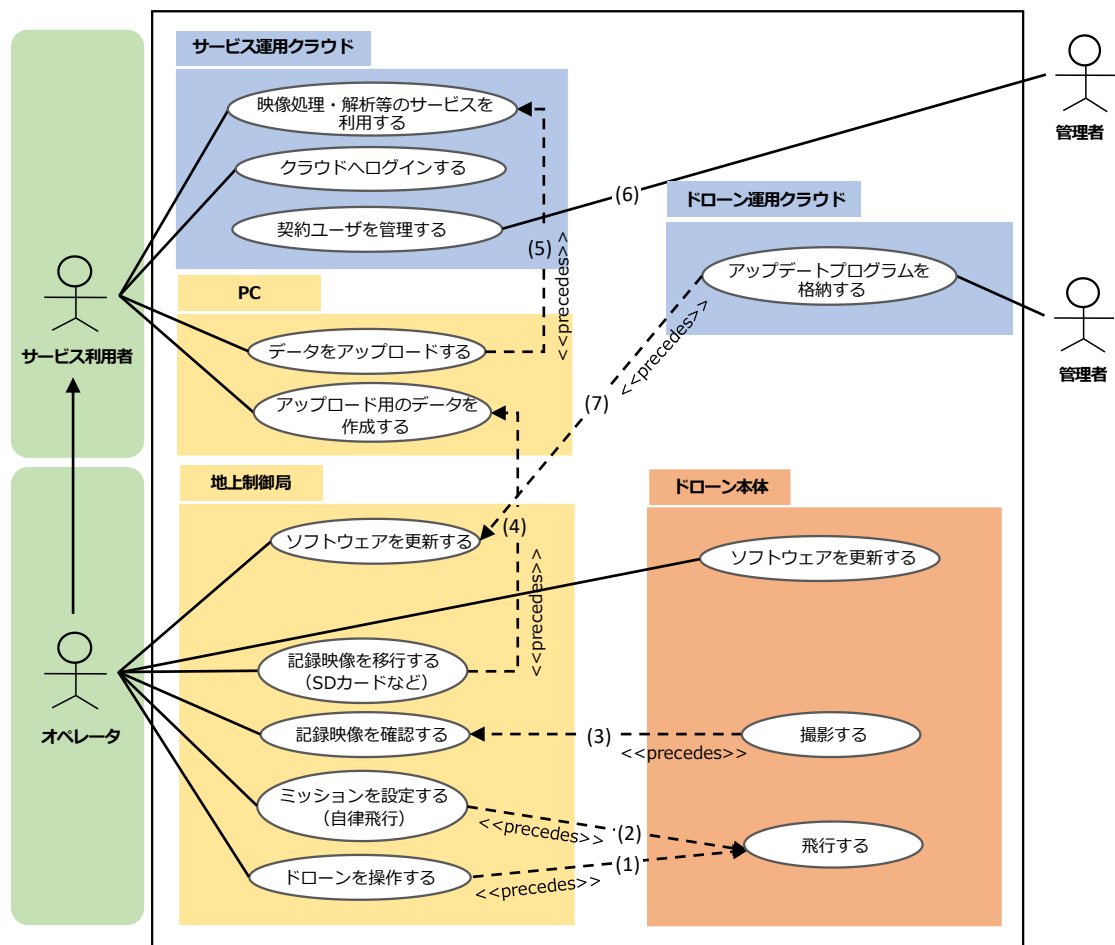 サービス運用クラウド
映像処理・解析等のサービスを
利用する
クラウドへログインする
契約ユーザを管理する
(5)
<<precedes>>
(6)
管理者
ドローン運用クラウド
アップデートプログラムを
格納する
管理者
<<precedes>>
(7)
サービス利用者
PC
データをアップロードする
アップロード用のデータを
作成する
地上制御局
(4)
<<precedes>>
ソフトウェアを更新する
ドローン本体
ソフトウェアを更新する
オペレータ
記録映像を移行する
（SDカードなど）
記録映像を確認する
(3)
<<precedes>>
撮影する
ミッションを設定する
（自律飛行）
<<precedes>>
(2)
飛行する
ドローンを操作する
<<precedes>>
(1)